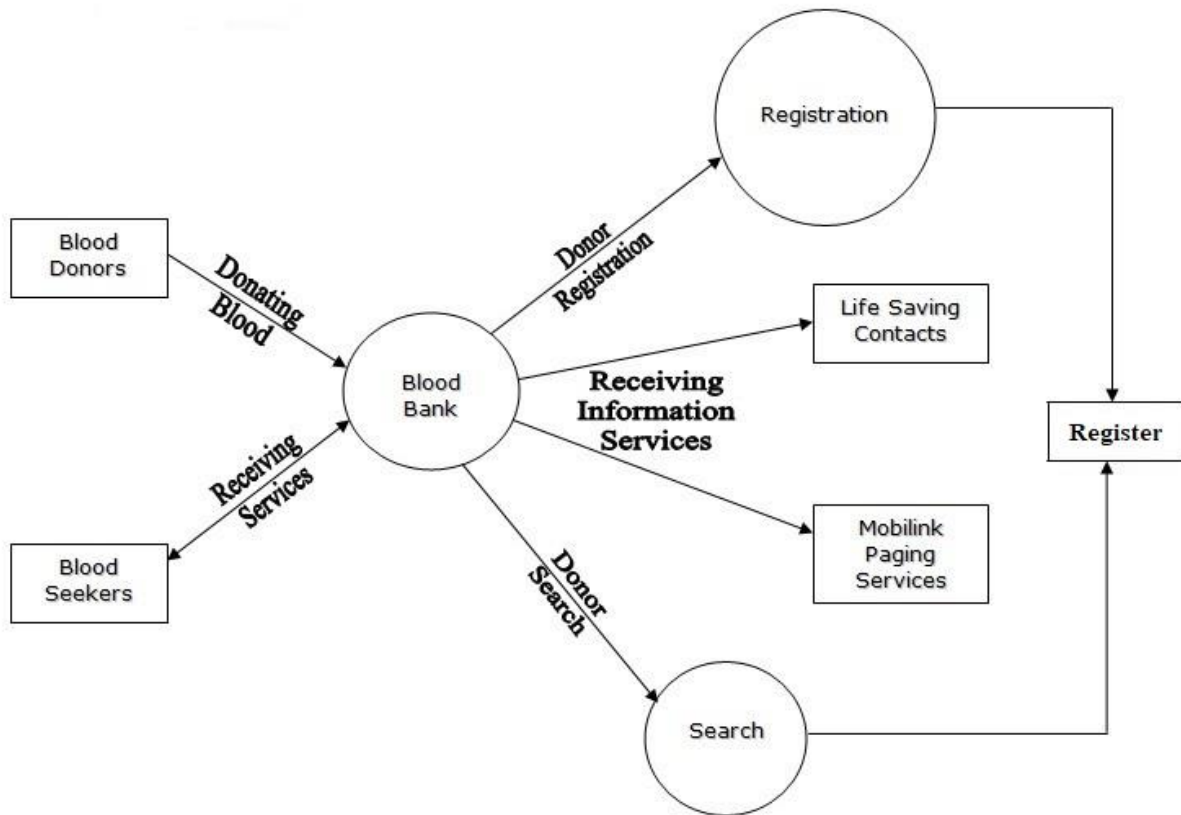 Registration
Blood
Donors
Donating
Blood
Donor
Registration
Life Saving
Contacts
Blood
Bank
Receiving
Information
Services
Register
Receiving
Services
Blood
Seekers
Mobilink
Paging
Services
Donor
Search
Search